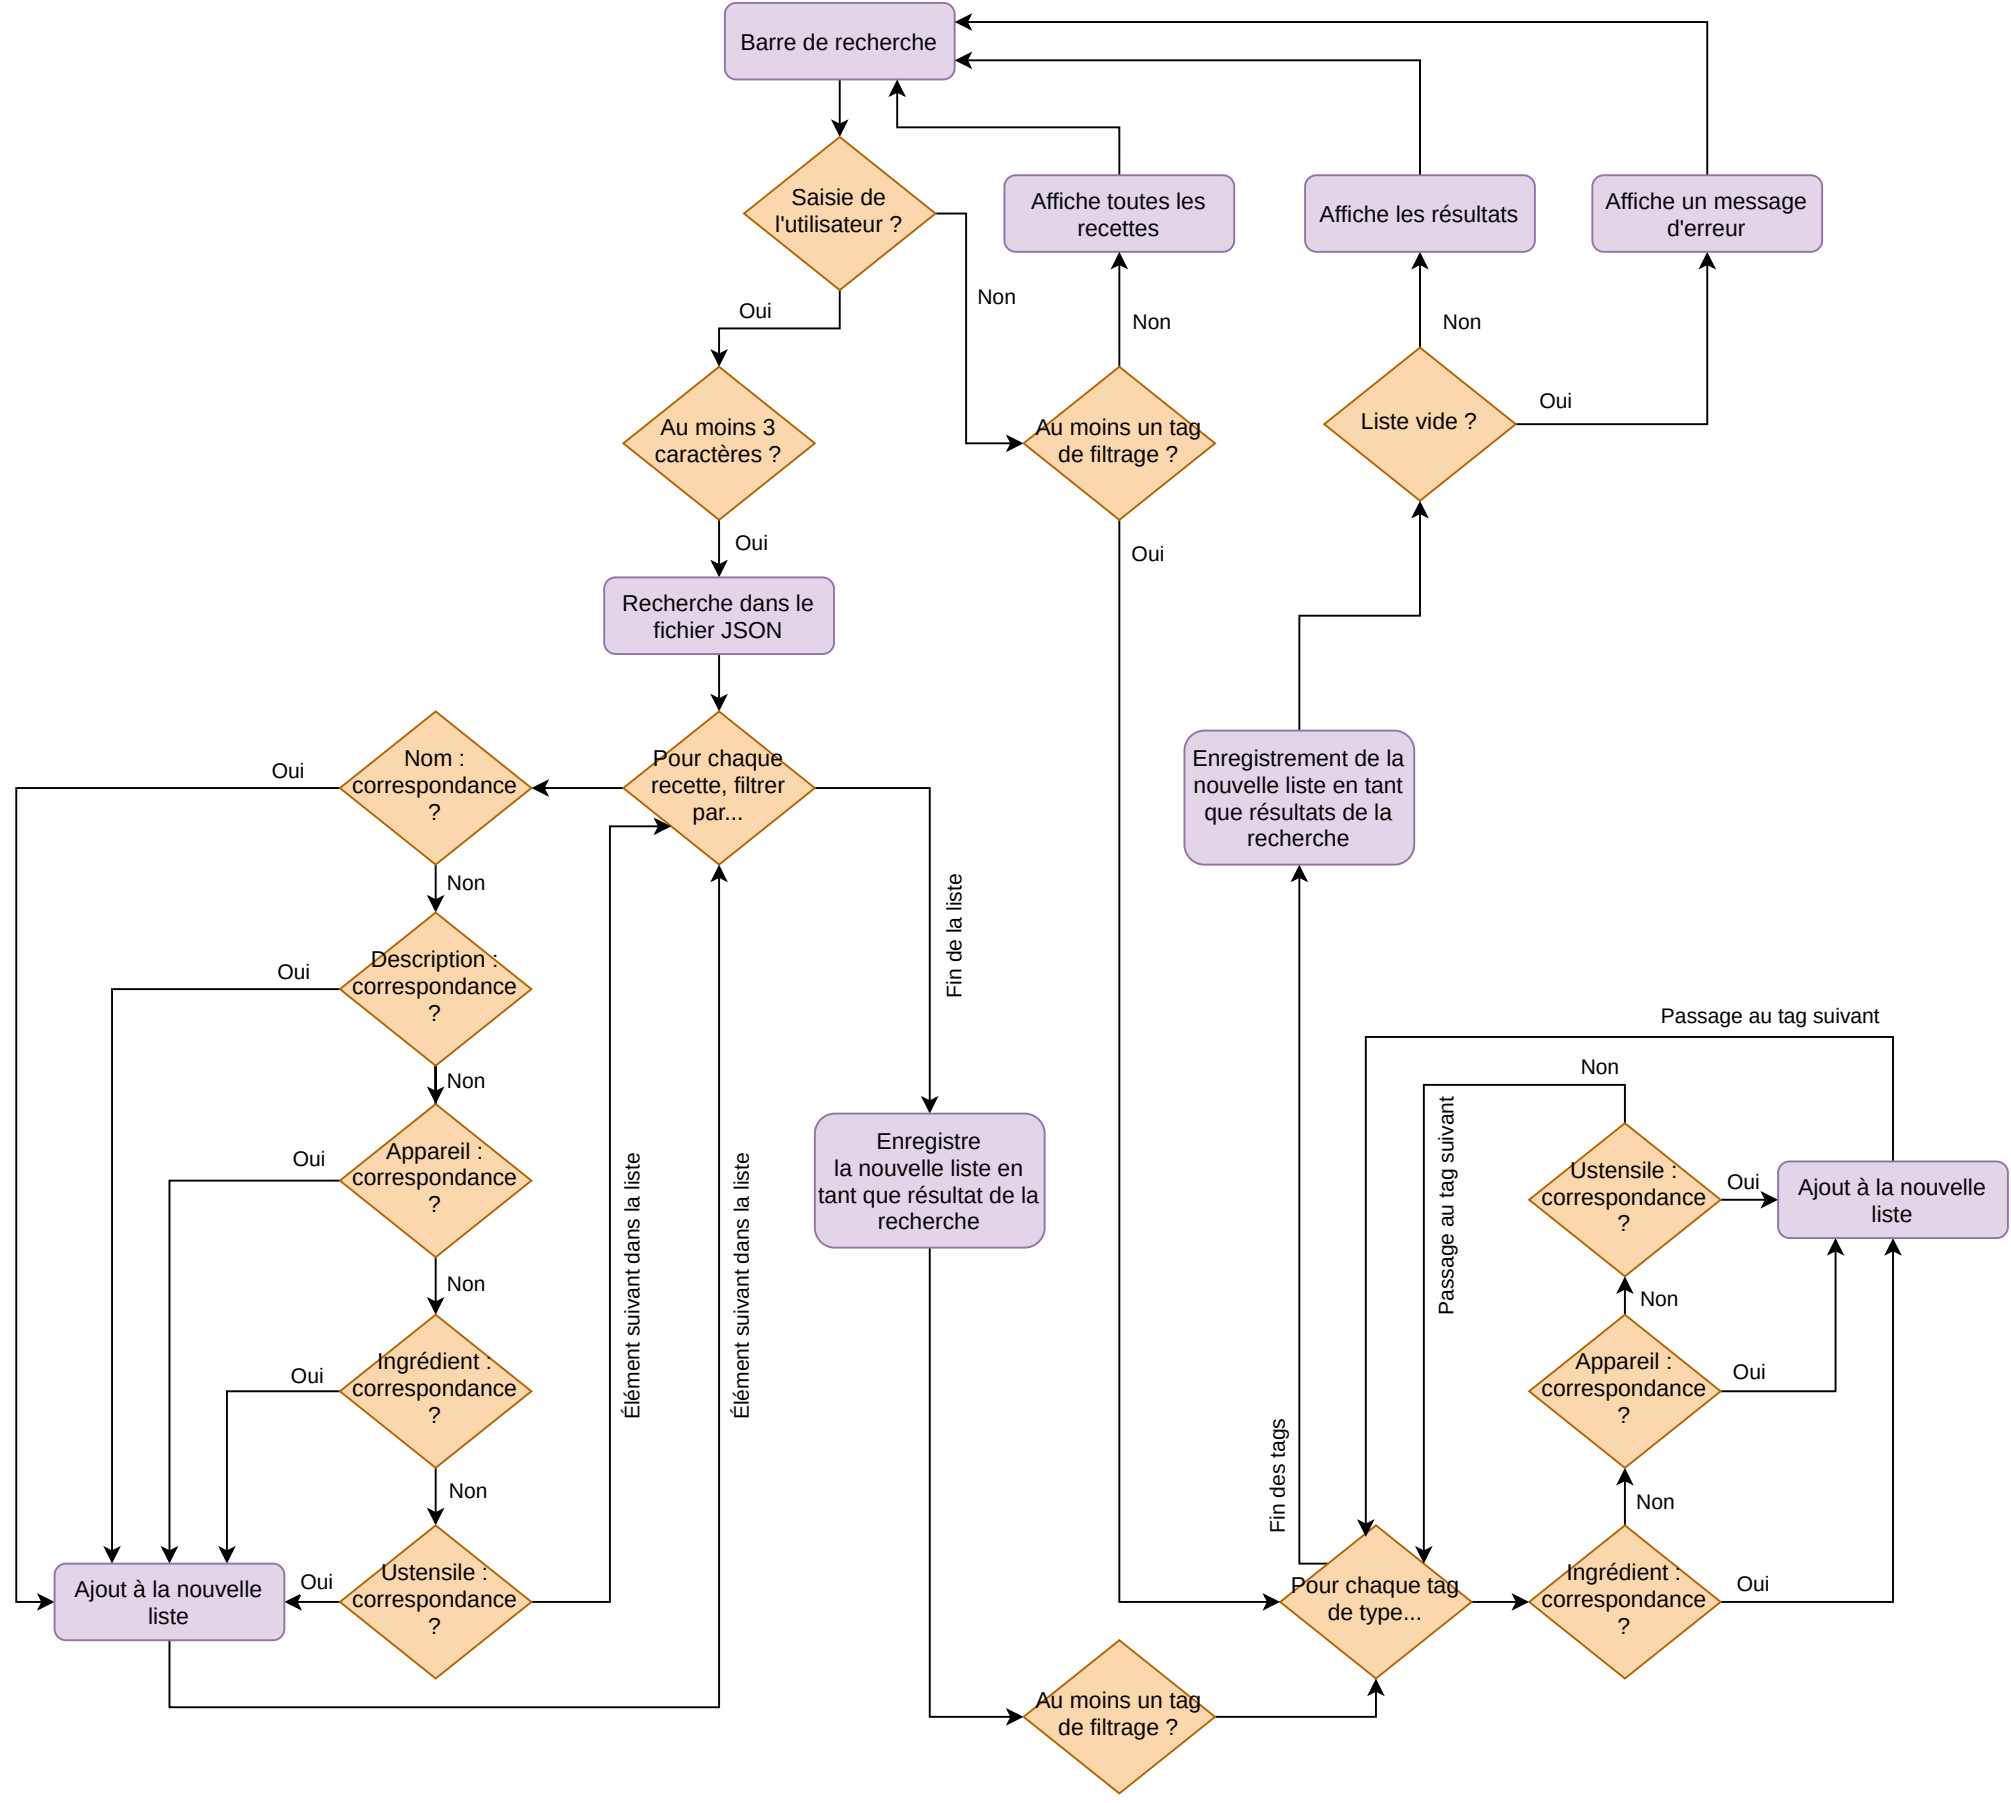 Barre de recherche
Saisie de
l'utilisateur ?
Affiche toutes les
recettes
Affiche les résultats
Affiche un message
d'erreur
Oui
Non
Non
Non
Oui
Au moins 3
caractères ?
Au moins un tag
de filtrage ?
Liste vide ?
Oui
Oui
Recherche dans le
fichier JSON
Oui
Nom :
correspondance
?
Pour chaque
recette, filtrer
par...
Enregistrement de la
nouvelle liste en tant
que résultats de la
recherche
Non
Fin de la liste
Oui
Description :
correspondance
?
Non
Passage au tag suivant
Non
Oui
Appareil :
correspondance
?
Élément suivant dans la liste
Élément suivant dans la liste
Enregistre
la nouvelle liste en
tant que résultat de la
recherche
Passage au tag suivant
Ustensile :
correspondance
?
Oui
Ajout à la nouvelle
liste
Non
Non
Oui
Ingrédient :
correspondance
?
Appareil :
correspondance
?
Oui
Fin des tags
Non
Non
Ajout à la nouvelle
liste
Oui
Ustensile :
correspondance
?
Pour chaque tag
de type...
Ingrédient :
correspondance
?
Oui
Au moins un tag
de filtrage ?